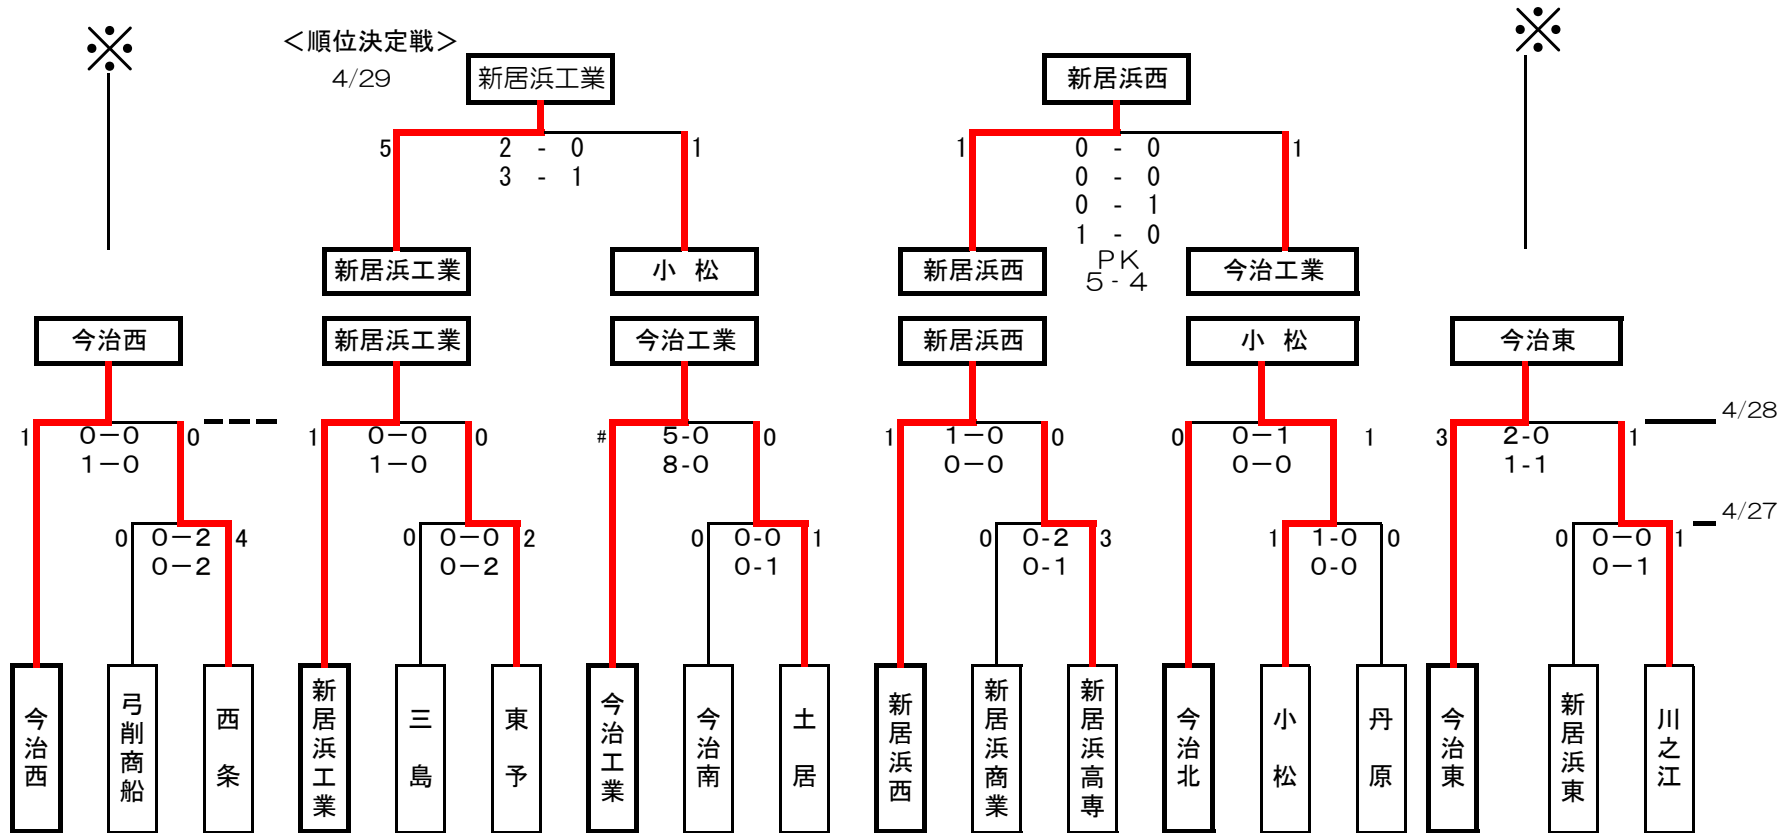 ※
＜順位決定戦＞
4/29
※
新居浜工業
新居浜西
5
2 - 0
1
3 - 1
1
0 - 0
1
0 - 0
0 - 1
1 - 0
PK
5 - 4
新居浜工業
小 松
新居浜西
今治工業
今治西
新居浜工業
今治工業
新居浜西
小 松
今治東
4/28
1
0－0
0
1－0
1
0－0
0
1－0
#
5-0
0
8-0
1
1－0
0
0－0
0
0－1
1
0－0
3
2-0
1
1-1
4/27
0
0－2
4
0－2
0
0－0
2
0－2
0
0-0
1
0-1
0
0-2
3
0-1
1
1-0
0
0-0
0
0－0
1
0－1
今治西
弓削商船
西条
新居浜工業
三島
東予
今治工業
今治南
土居
新居浜西
新居浜商業
新居浜高専
今治北
小松
丹原
今治東
新居浜東
川之江